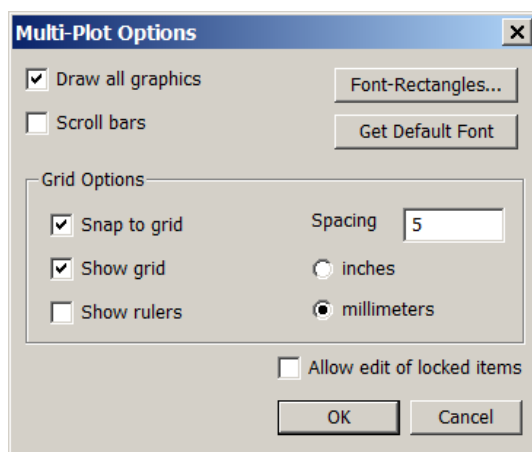 Multi-Plot Options
Draw all graphics
Font-Rectangles...
Scroll bars
Get Default Font
Grid Options
Snap to grid
Spacing
5
Show grid
inches
Show rulers
millimeters
Allow edit of locked items
OK
Cancel